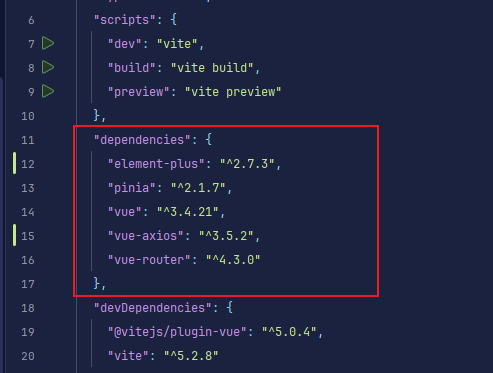 6 "scripts": {
7 "dev": "vite",
8 "build": "vite build",
9 "preview": "vite preview"
10 },
11 "dependencies": {
12 "element-plus": "^2.7.3",
13 "pinia": "^2.1.7",
14 "vue": "^3.4.21",
15 "vue-axios": "^3.5.2",
16 "vue-router": "^4.3.0"
17 },
18 "devDependencies": {
19 "@vitejs/plugin-vue": "^5.0.4",
20 "vite": "^5.2.8"